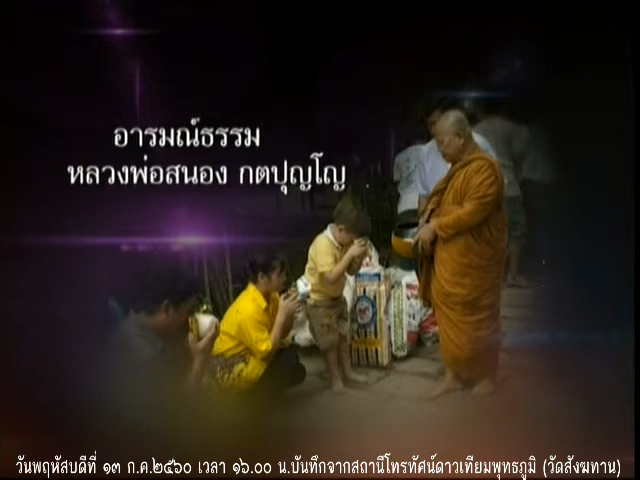 อารมณ์ธรรม
หลวงพ่อสนอง กตปุญฺโญ
วันพฤหัสบดีที่ ๑๓ ก.ค.๒๕๖๐ เวลา ๑๖.๐๐ น.บันทึกจากสถานีโทรทัศน์ดาวเทียมพุทธภูมิ (วัดสังฆทาน)